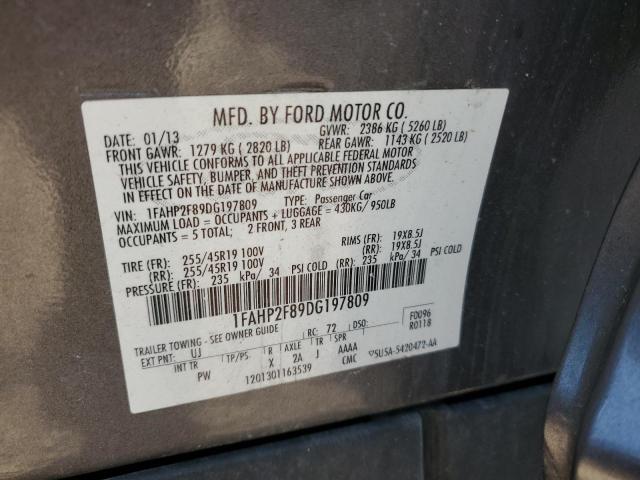 MFD. BY FORD MOTOR CO.
DATE: 01/13 GVWR: 2386 KG ( 5260 LB)
FRONT GAWR: 1279 KG ( 2820 LB) REAR GAWR: 1143 KG ( 2520 LB)
THIS VEHICLE CONFORMS TO ALL APPLICABLE FEDERAL MOTOR
VEHICLE SAFETY, BUMPER, AND THEFT PREVENTION STANDARDS
IN EFFECT ON THE DATE OF MANUFACTURE SHOWN ABOVE.
VIN: 1FAHP2F89DG197809 TYPE: Passenger Car
MAXIMUM LOAD = OCCUPANTS + LUGGAGE = 430KG/ 950LB
OCCUPANTS = 5 TOTAL: 2 FRONT, 3 REAR
TIRE (FR): 255/45R19 100V RIMS (FR): 19X8.5J
(RR): 255/45R19 100V (RR): 19X8.5J
PRESSURE (FR): 235 kPa/ 34 PSI COLD (RR): 235 kPa/ 34 PSI COLD
1FAHP2F89DG197809
TRAILER TOWING - SEE OWNER GUIDE RC: 72 DSO: FD096
EXT PNT: UJ R AXLE TR SPR R0118
INT TR TP/PS X 2A J AAAA
PW 1201301163539 CMC 5U5A-5420472-AA